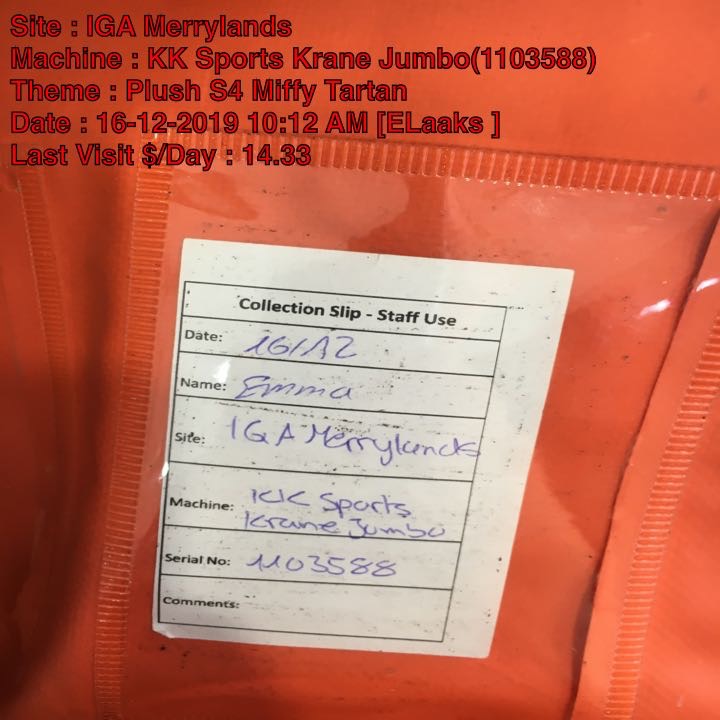 Site : IGA Merrylands
Machine : KK Sports Krane Jumbo(1103588)
Theme : Plush S4 Miffy Tartan
Date : 16-12-2019 10:12 AM [ELaaks ]
Last Visit $/Day : 14.33
Collection Slip - Staff Use
Date: 16/12
Name: Emma
Site: IGA Merrylands
Machine: KK Sports
Krane Jumbo
Serial No: 1103588
Comments: